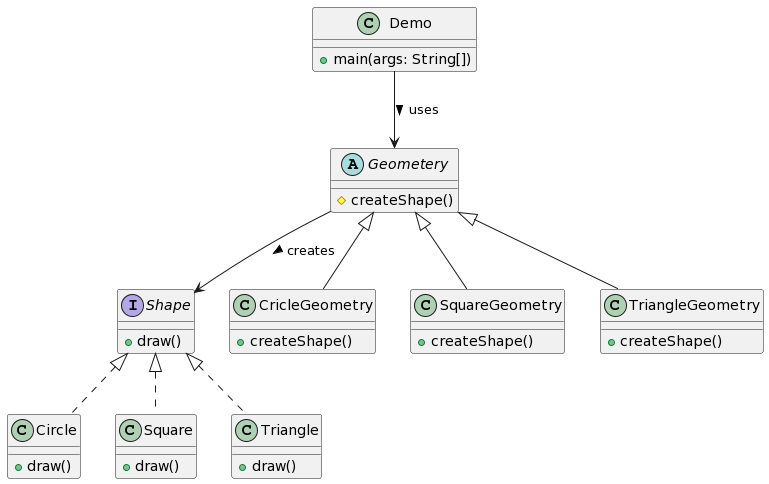 C Demo
main(args: String[])
uses
A Geometery
createShape()
creates
I Shape
draw()
C CricleGeometry
createShape()
C SquareGeometry
createShape()
C TriangleGeometry
createShape()
C Circle
draw()
C Square
draw()
C Triangle
draw()